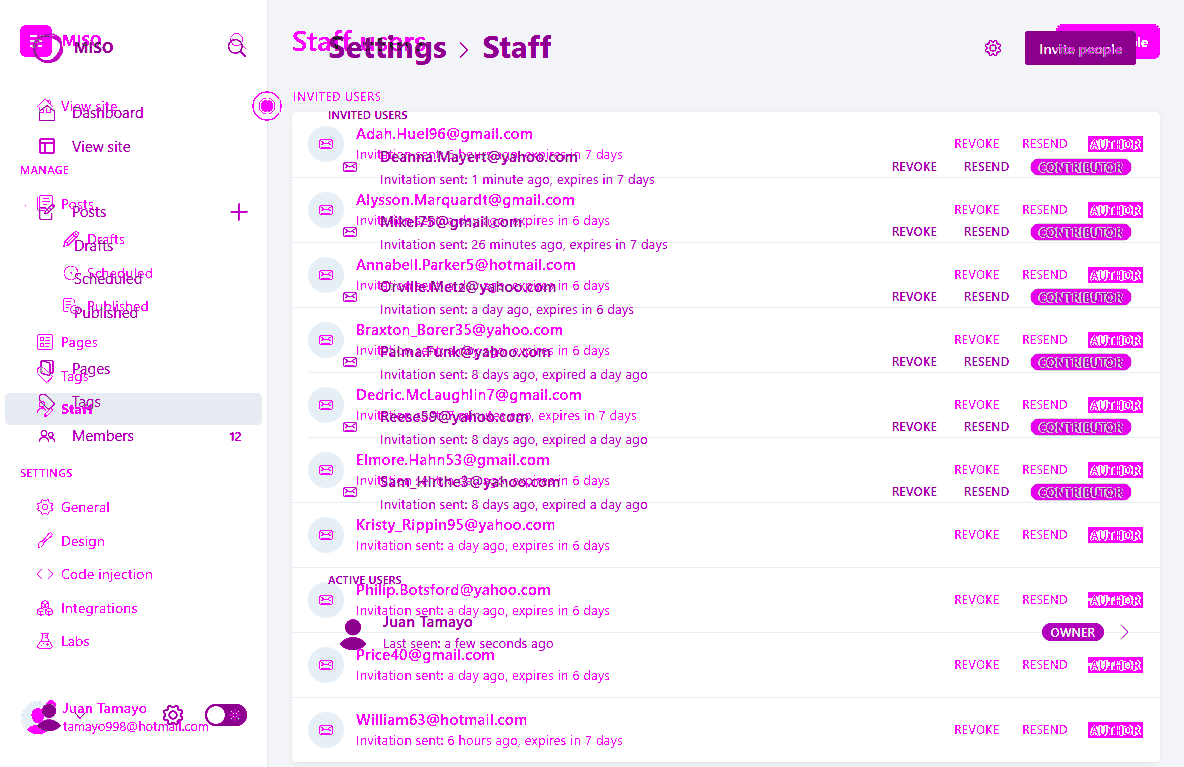 MISO
MISO
Staff users
Settings › Staff
Invite people
View site
Dashboard
View site
MANAGE
Posts
Posts
Drafts
Drafts
Scheduled
Scheduled
Published
Published
Pages
Pages
Tags
Tags
Staff
Members 12
SETTINGS
General
Design
Code injection
Integrations
Labs
Juan Tamayo
tamayo998@hotmail.com
INVITED USERS
INVITED USERS
Adah.Huel96@gmail.com
Invitation sent: 6 hours ago, expires in 7 days
REVOKE RESEND AUTHOR
Deanna.Mayert@yahoo.com
Invitation sent: 1 minute ago, expires in 7 days
REVOKE RESEND CONTRIBUTOR
Alysson.Marquardt@gmail.com
Invitation sent: a day ago, expires in 6 days
REVOKE RESEND AUTHOR
Mikel75@gmail.com
Invitation sent: 26 minutes ago, expires in 7 days
REVOKE RESEND CONTRIBUTOR
Annabell.Parker5@hotmail.com
Invitation sent: a day ago, expires in 6 days
REVOKE RESEND AUTHOR
Orville.Metz@yahoo.com
Invitation sent: a day ago, expires in 6 days
REVOKE RESEND CONTRIBUTOR
Braxton_Borer35@yahoo.com
Invitation sent: a day ago, expires in 6 days
REVOKE RESEND AUTHOR
Palma.Funk@yahoo.com
Invitation sent: 8 days ago, expired a day ago
REVOKE RESEND CONTRIBUTOR
Dedric.McLaughlin7@gmail.com
Invitation sent: minutes ago, expires in 7 days
REVOKE RESEND AUTHOR
Reese59@yahoo.com
Invitation sent: 8 days ago, expired a day ago
REVOKE RESEND CONTRIBUTOR
Elmore.Hahn53@gmail.com
Invitation sent: a day ago, expires in 6 days
REVOKE RESEND AUTHOR
Sam_Hirthe3@yahoo.com
Invitation sent: 8 days ago, expired a day ago
REVOKE RESEND CONTRIBUTOR
Kristy_Rippin95@yahoo.com
Invitation sent: a day ago, expires in 6 days
REVOKE RESEND AUTHOR
ACTIVE USERS
Philip.Botsford@yahoo.com
Invitation sent: a day ago, expires in 6 days
REVOKE RESEND AUTHOR
Juan Tamayo
Last seen: a few seconds ago
OWNER
Price40@gmail.com
Invitation sent: a day ago, expires in 6 days
REVOKE RESEND AUTHOR
William63@hotmail.com
Invitation sent: 6 hours ago, expires in 7 days
REVOKE RESEND AUTHOR